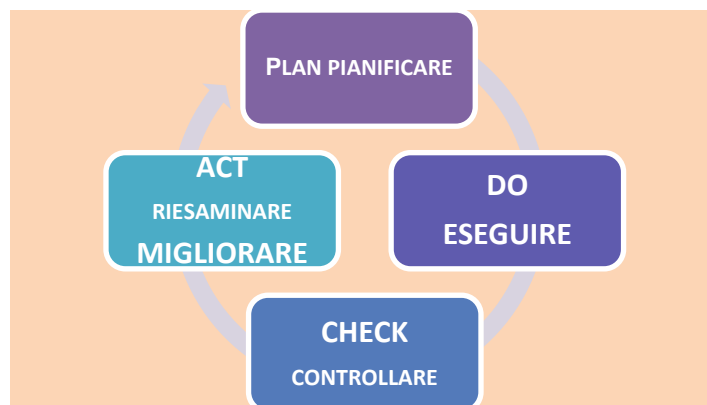 PLAN PIANIFICARE
DO
ESEGUIRE
CHECK
CONTROLLARE
ACT
RIESAMINARE
MIGLIORARE